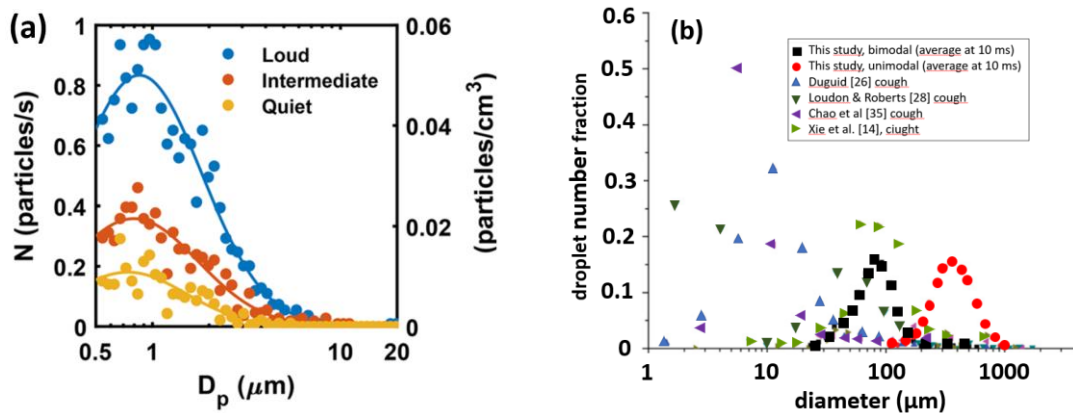 (a)
1
0.8
0.6
0.4
0.2
0
N (particles/s)
0.06
0.04
0.02
0
(particles/cm³)
Loud
Intermediate
Quiet
0.5
1
10
20
Dp (μm)
(b)
0.6
0.5
0.4
0.3
0.2
0.1
0
droplet number fraction
This study, bimodal (average at 10 ms)
This study, unimodal (average at 10 ms)
Duguid [26] cough
Loudon & Roberts [28] cough
Chao et al [35] cough
Xie et al. [14], ciught
1
10
100
1000
diameter (μm)